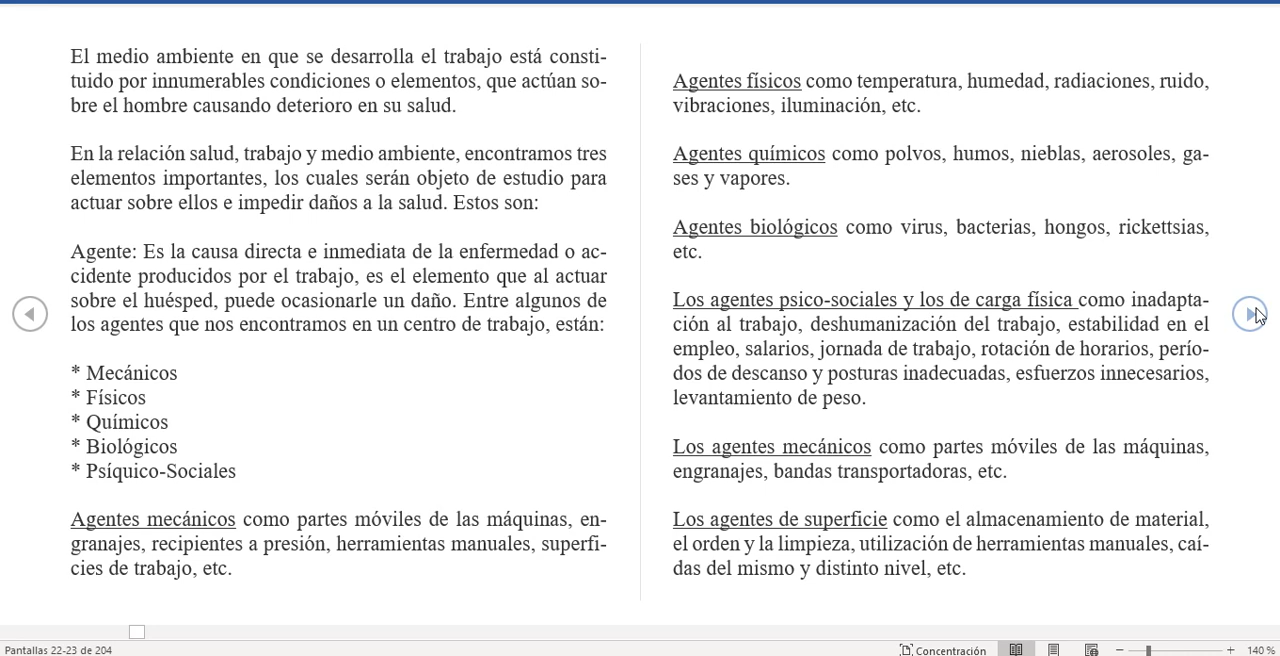 El medio ambiente en que se desarrolla el trabajo está consti-
tuido por innumerables condiciones o elementos, que actúan so-
bre el hombre causando deterioro en su salud.
En la relación salud, trabajo y medio ambiente, encontramos tres
elementos importantes, los cuales serán objeto de estudio para
actuar sobre ellos e impedir daños a la salud. Estos son:
Agente: Es la causa directa e inmediata de la enfermedad o ac-
cidente producidos por el trabajo, es el elemento que al actuar
sobre el huésped, puede ocasionarle un daño. Entre algunos de
los agentes que nos encontramos en un centro de trabajo, están:
* Mecánicos
* Físicos
* Químicos
* Biológicos
* Psíquico-Sociales
Agentes mecánicos como partes móviles de las máquinas, en-
granajes, recipientes a presión, herramientas manuales, superfi-
cies de trabajo, etc.
Agentes físicos como temperatura, humedad, radiaciones, ruido,
vibraciones, iluminación, etc.
Agentes químicos como polvos, humos, nieblas, aerosoles, ga-
ses y vapores.
Agentes biológicos como virus, bacterias, hongos, rickettsias,
etc.
Los agentes psico-sociales y los de carga física como inadapta-
ción al trabajo, deshumanización del trabajo, estabilidad en el
empleo, salarios, jornada de trabajo, rotación de horarios, perío-
dos de descanso y posturas inadecuadas, esfuerzos innecesarios,
levantamiento de peso.
Los agentes mecánicos como partes móviles de las máquinas,
engranajes, bandas transportadoras, etc.
Los agentes de superficie como el almacenamiento de material,
el orden y la limpieza, utilización de herramientas manuales, caí-
das del mismo y distinto nivel, etc.
Pantallas 22-23 de 204
Concentración
140 %